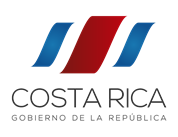 COSTA RICA
GOBIERNO DE LA REPÚBLICA